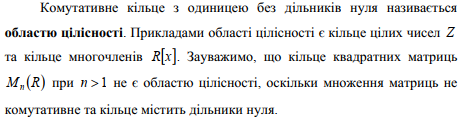 Комутативне кільце з одиницею без дільників нуля називається
областю цілісності. Прикладами області цілісності є кільце цілих чисел Z
та кільце многочленів R[x]. Зауважимо, що кільце квадратних матриць
Mₙ(R) при n > 1 не є областю цілісності, оскільки множення матриць не
комутативне та кільце містить дільники нуля.